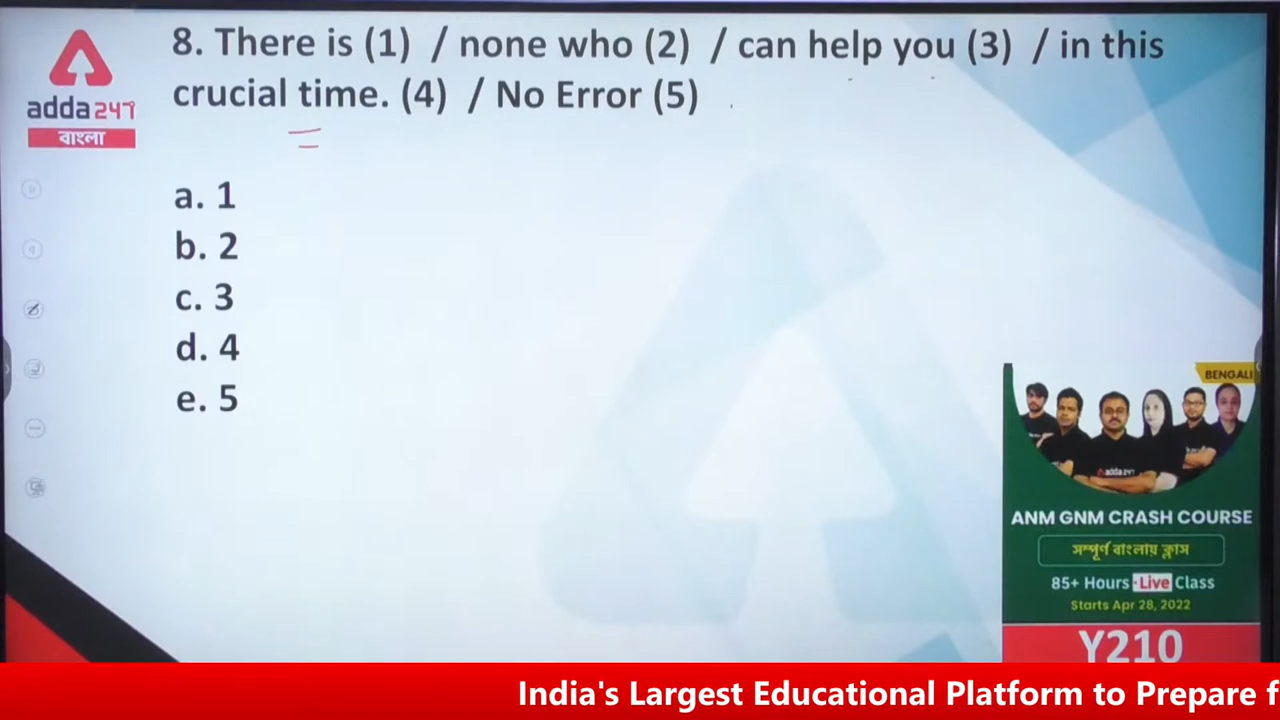 8. There is (1) / none who (2) / can help you (3) / in this
crucial time. (4) / No Error (5)
adda247
বাংলা
a. 1
b. 2
c. 3
d. 4
e. 5
BENGALI
adda247
ANM GNM CRASH COURSE
সম্পূর্ণ বাংলায় ক্লাস
85+ Hours Live Class
Starts Apr 28, 2022
Y210
India's Largest Educational Platform to Prepare f